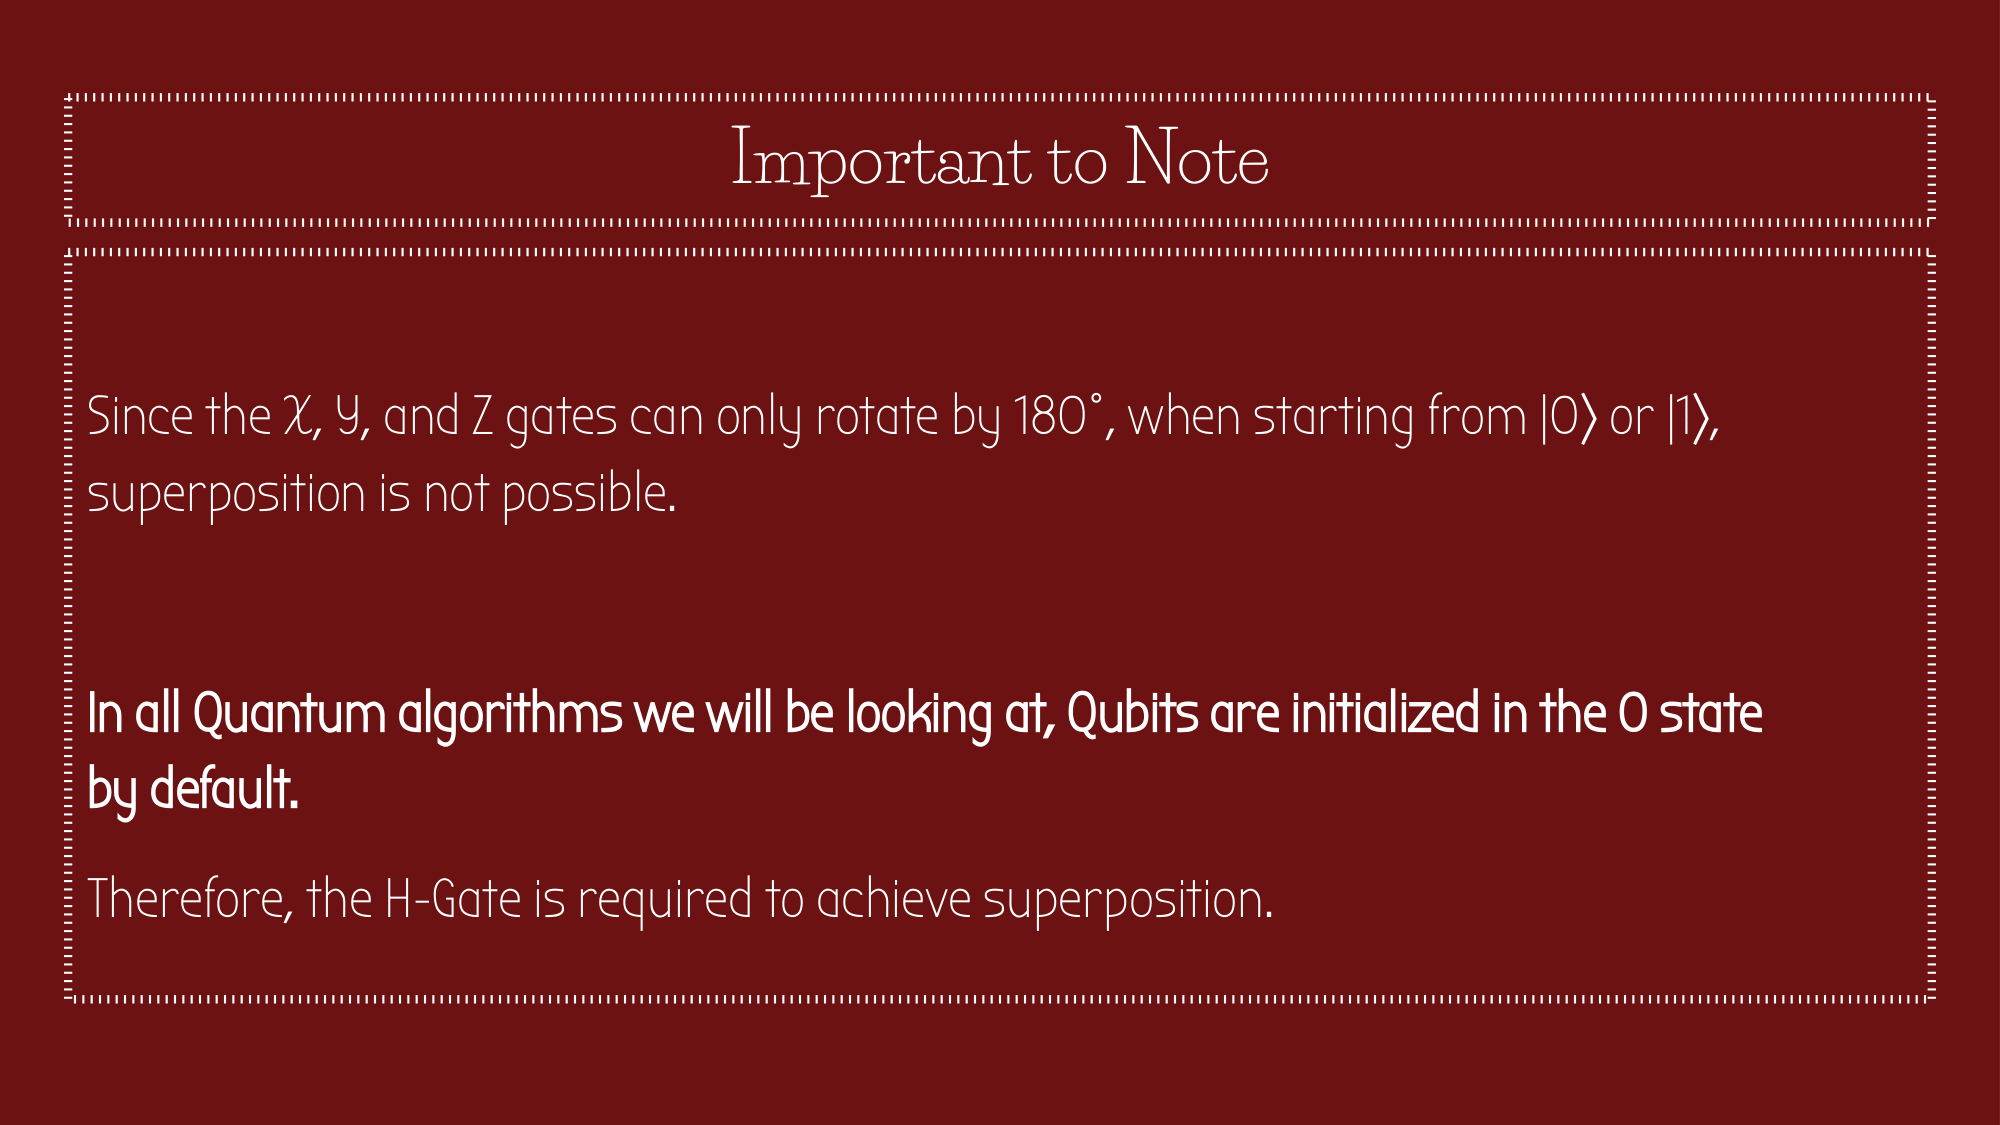 Important to Note
Since the X, Y, and Z gates can only rotate by 180°, when starting from |0⟩ or |1⟩,
superposition is not possible.
In all Quantum algorithms we will be looking at, Qubits are initialized in the 0 state
by default.
Therefore, the H-Gate is required to achieve superposition.